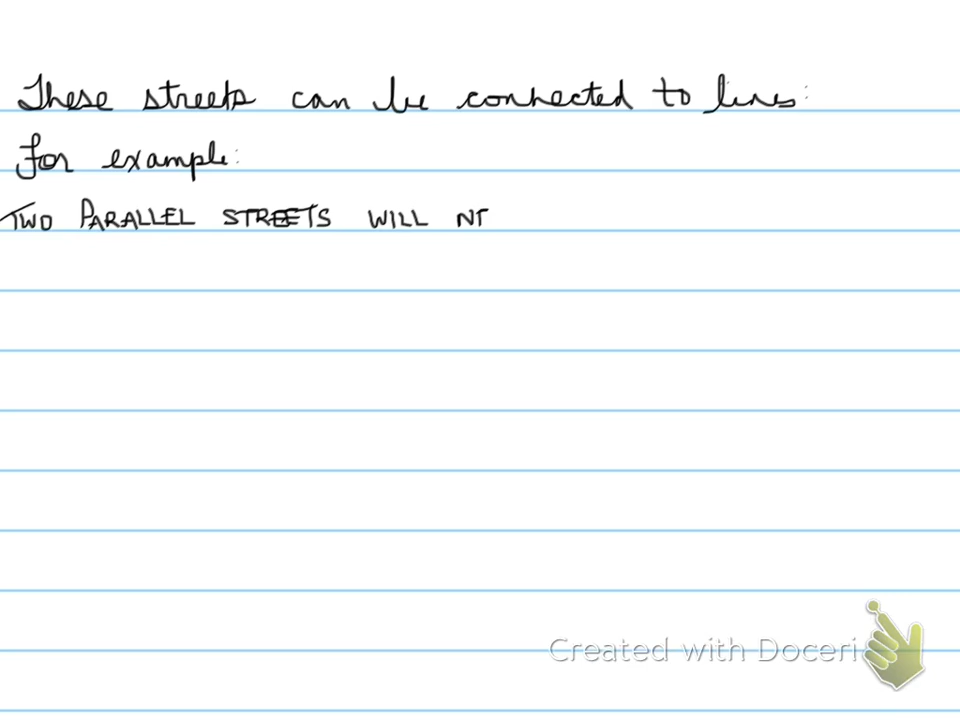 These streets can be connected to lines:
for example:
TWO PARALLEL STREETS WILL NT
Created with Doceri